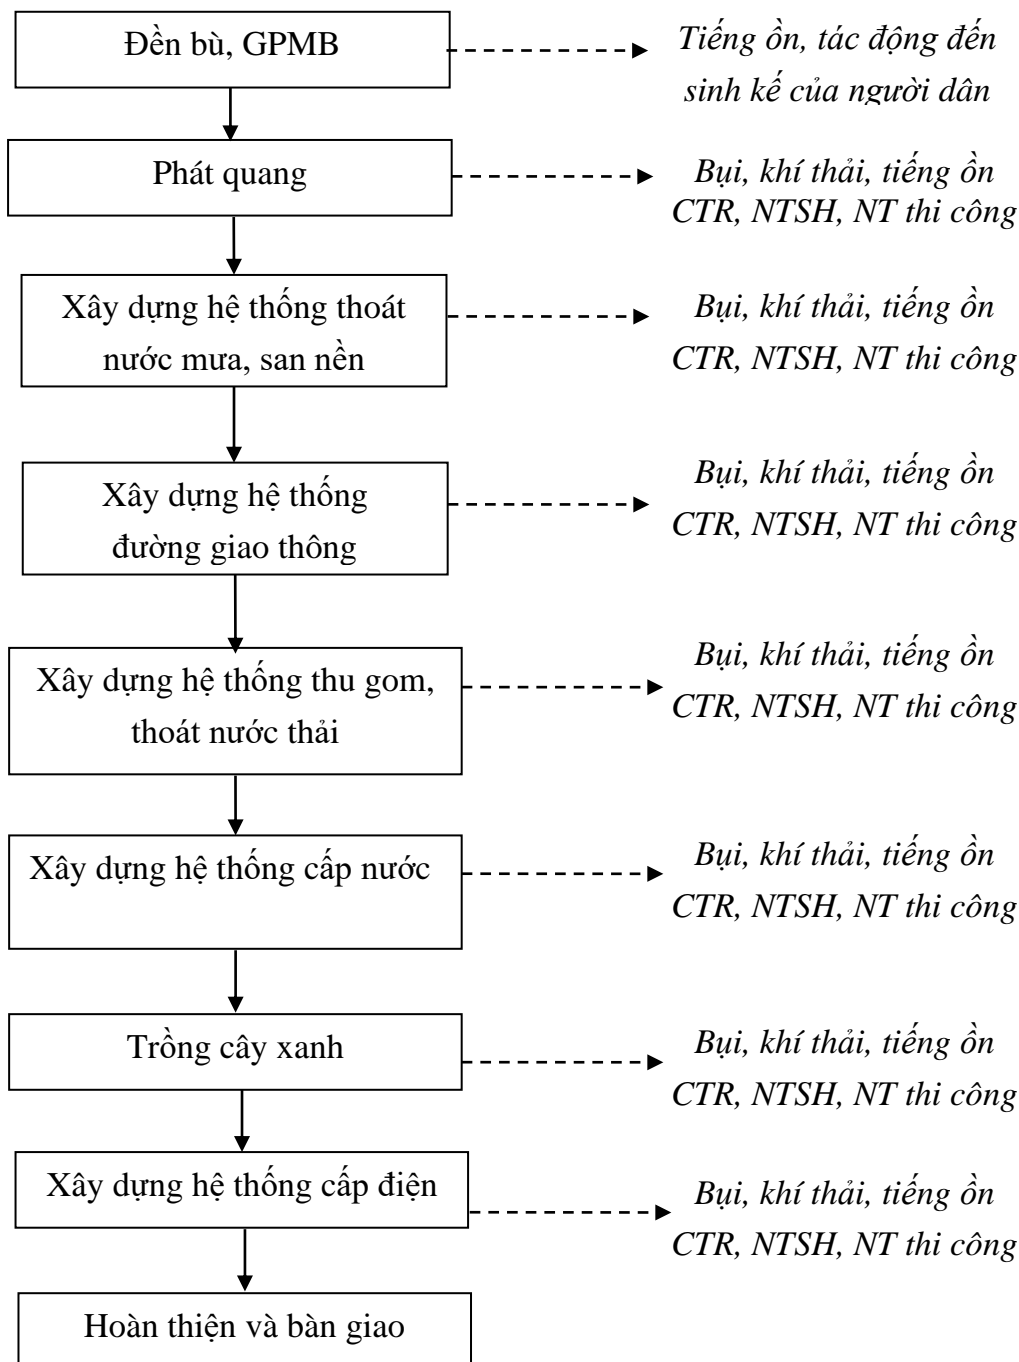 Đền bù, GPMB
Tiếng ồn, tác động đến
sinh kế của người dân
Phát quang
Bụi, khí thải, tiếng ồn
CTR, NTSH, NT thi công
Xây dựng hệ thống thoát
nước mưa, san nền
Bụi, khí thải, tiếng ồn
CTR, NTSH, NT thi công
Xây dựng hệ thống
đường giao thông
Bụi, khí thải, tiếng ồn
CTR, NTSH, NT thi công
Xây dựng hệ thống thu gom,
thoát nước thải
Bụi, khí thải, tiếng ồn
CTR, NTSH, NT thi công
Xây dựng hệ thống cấp nước
Bụi, khí thải, tiếng ồn
CTR, NTSH, NT thi công
Trồng cây xanh
Bụi, khí thải, tiếng ồn
CTR, NTSH, NT thi công
Xây dựng hệ thống cấp điện
Bụi, khí thải, tiếng ồn
CTR, NTSH, NT thi công
Hoàn thiện và bàn giao